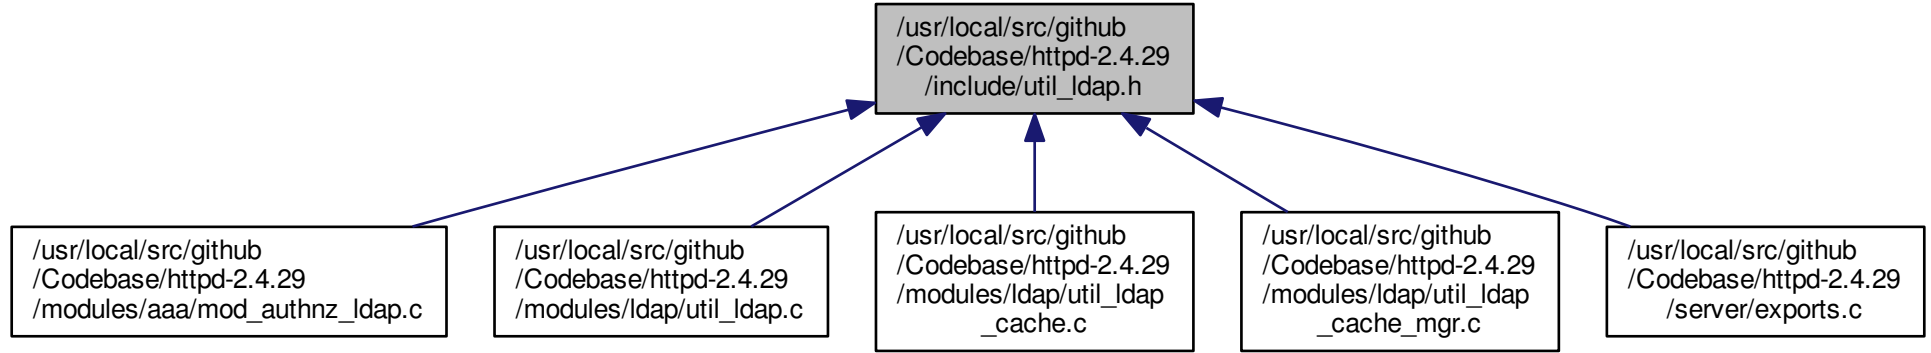 /usr/local/src/github
/Codebase/httpd-2.4.29
/include/util_ldap.h
/usr/local/src/github
/Codebase/httpd-2.4.29
/modules/aaa/mod_authnz_ldap.c
/usr/local/src/github
/Codebase/httpd-2.4.29
/modules/ldap/util_ldap.c
/usr/local/src/github
/Codebase/httpd-2.4.29
/modules/ldap/util_ldap
_cache.c
/usr/local/src/github
/Codebase/httpd-2.4.29
/modules/ldap/util_ldap
_cache_mgr.c
/usr/local/src/github
/Codebase/httpd-2.4.29
/server/exports.c